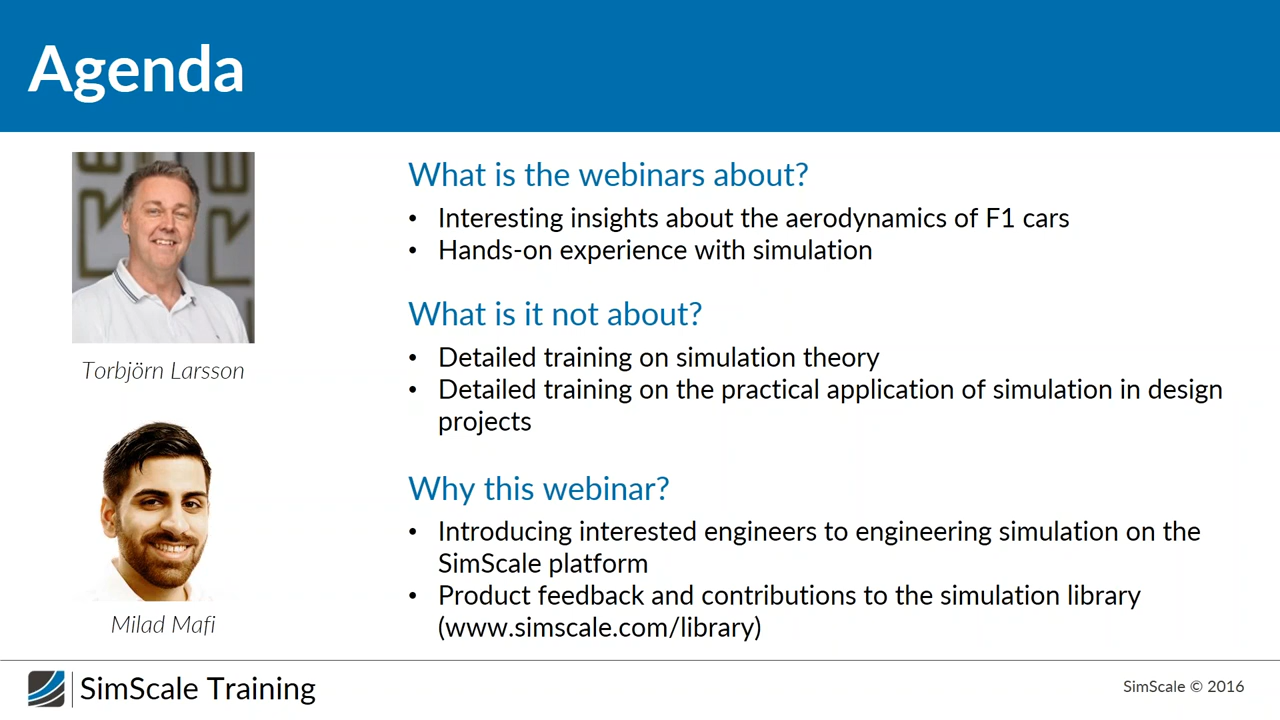 Agenda
Torbjörn Larsson
Milad Mafi
What is the webinars about?
• Interesting insights about the aerodynamics of F1 cars
• Hands-on experience with simulation
What is it not about?
• Detailed training on simulation theory
• Detailed training on the practical application of simulation in design
projects
Why this webinar?
• Introducing interested engineers to engineering simulation on the
SimScale platform
• Product feedback and contributions to the simulation library
(www.simscale.com/library)
SimScale Training
SimScale © 2016